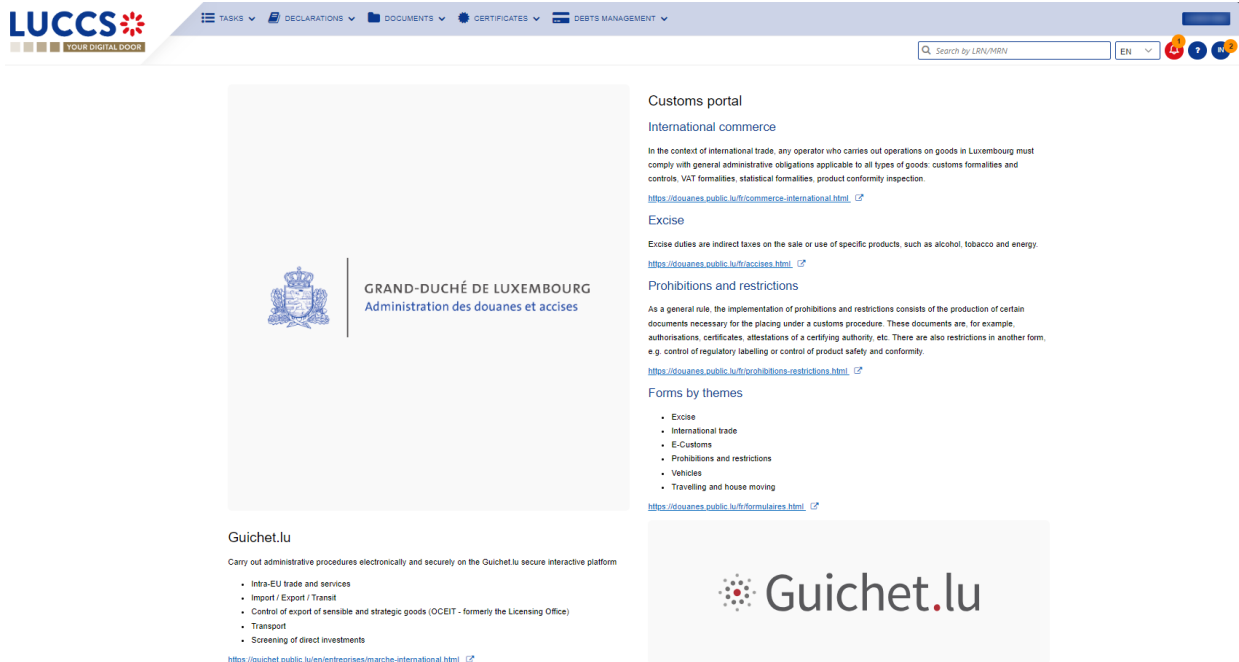 LUCCS
YOUR DIGITAL DOOR
TASKS
DECLARATIONS
DOCUMENTS
CERTIFICATES
DEBTS MANAGEMENT
Search by LRN/MRN
EN
1
?
IN
2
GRAND-DUCHÉ DE LUXEMBOURG
Administration des douanes et accises
Customs portal
International commerce
In the context of international trade, any operator who carries out operations on goods in Luxembourg must
comply with general administrative obligations applicable to all types of goods: customs formalities and
controls, VAT formalities, statistical formalities, product conformity inspection.
https://douanes.public.lu/fr/commerce-international.html
Excise
Excise duties are indirect taxes on the sale or use of specific products, such as alcohol, tobacco and energy.
https://douanes.public.lu/fr/accises.html
Prohibitions and restrictions
As a general rule, the implementation of prohibitions and restrictions consists of the production of certain
documents necessary for the placing under a customs procedure. These documents are, for example,
authorisations, certificates, attestations of a certifying authority, etc. There are also restrictions in another form,
e.g. control of regulatory labelling or control of product safety and conformity.
https://douanes.public.lu/fr/prohibitions-restrictions.html
Forms by themes
• Excise
• International trade
• E-Customs
• Prohibitions and restrictions
• Vehicles
• Travelling and house moving
https://douanes.public.lu/fr/formulaires.html
Guichet.lu
Carry out administrative procedures electronically and securely on the Guichet.lu secure interactive platform
• Intra-EU trade and services
• Import / Export / Transit
• Control of export of sensible and strategic goods (OCEIT - formerly the Licensing Office)
• Transport
• Screening of direct investments
https://guichet.public.lu/en/entreprises/marche-international.html
Guichet.lu